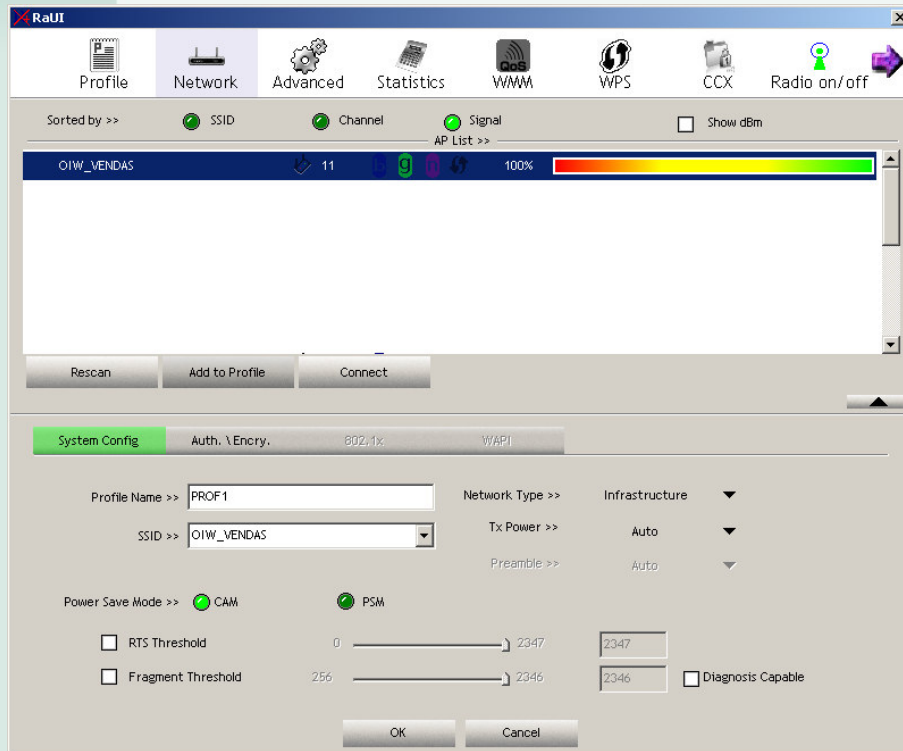 RaUI
Profile Network Advanced Statistics QoS WMM WPS CCX Radio on/off
Sorted by >> SSID Channel Signal Show dBm
AP List >>
OIW_VENDAS 11 b g n 100%
Rescan Add to Profile Connect
System Config Auth. \ Encry. 802.1x WAPI
Profile Name >> PROF1 Network Type >> Infrastructure
SSID >> OIW_VENDAS Tx Power >> Auto
Preamble >> Auto
Power Save Mode >> CAM PSM
RTS Threshold 0 2347 2347
Fragment Threshold 256 2346 2346 Diagnosis Capable
OK Cancel